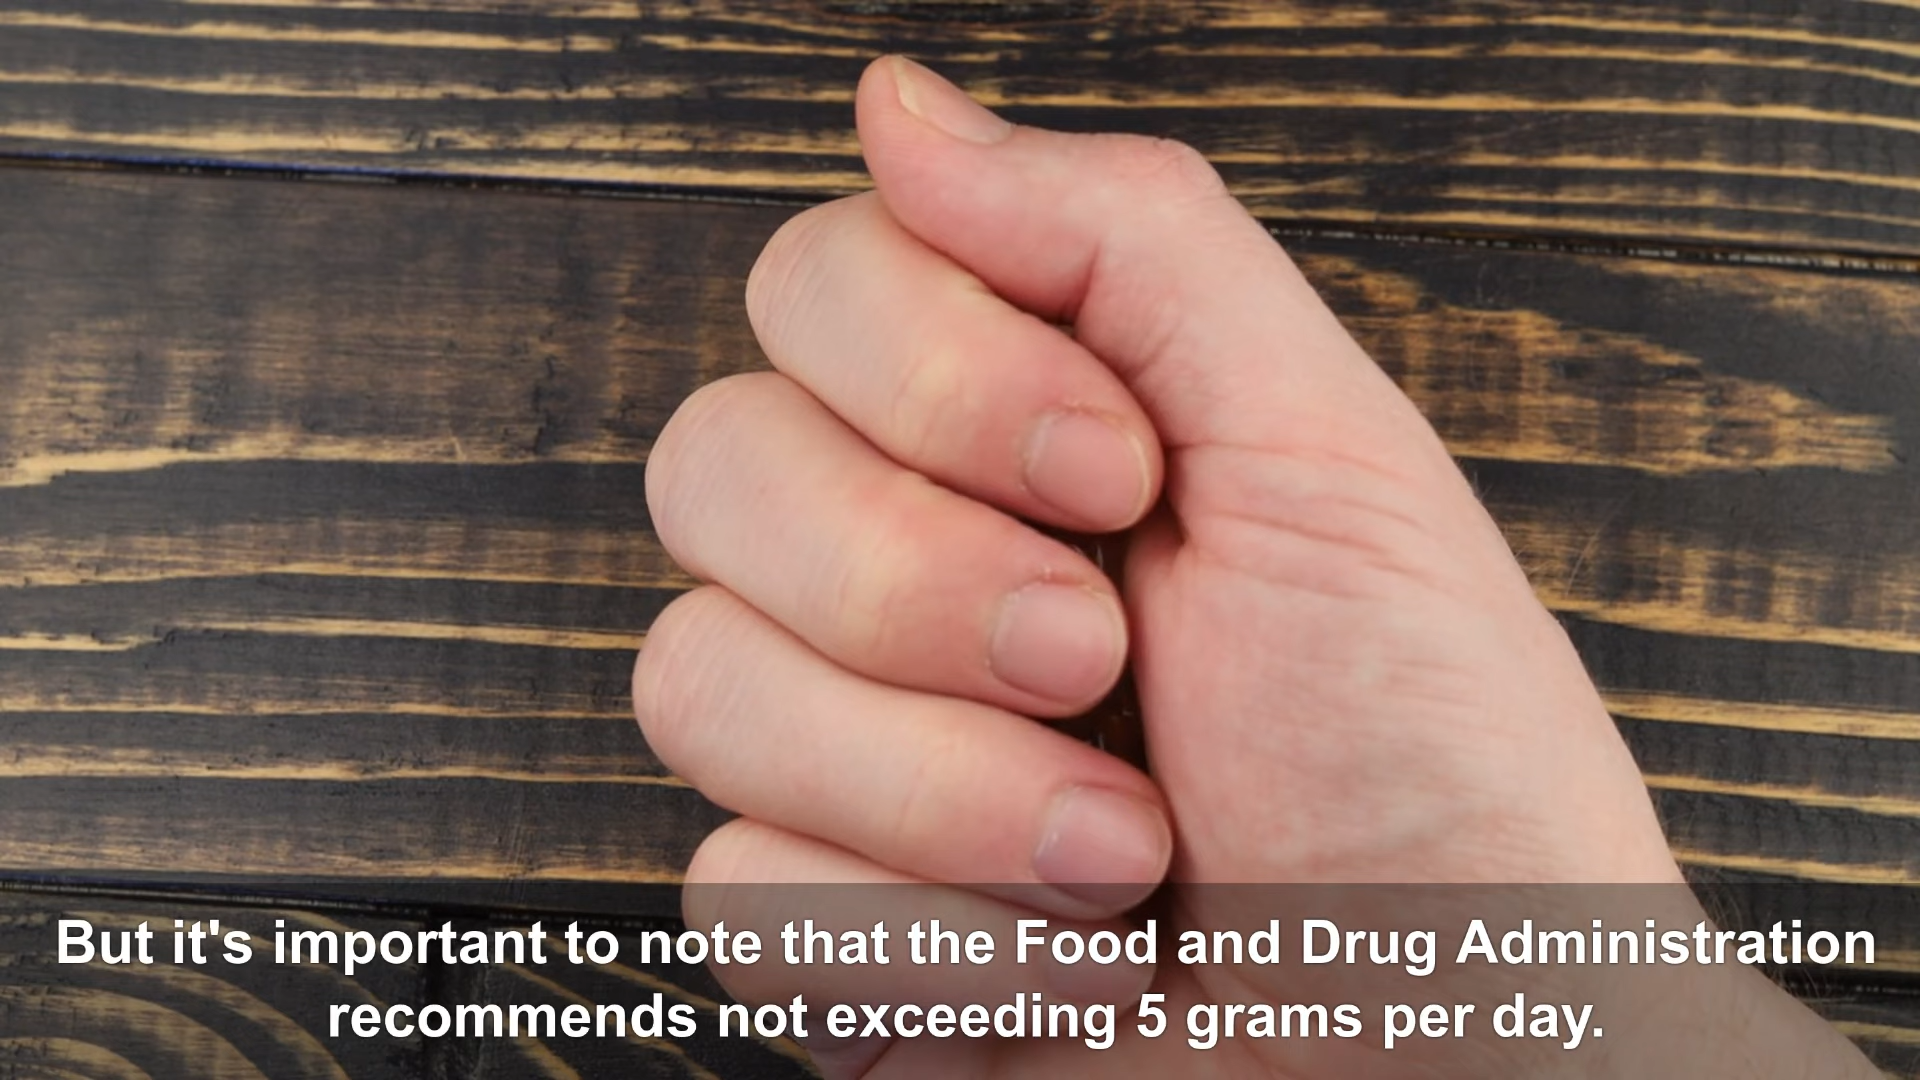 But it's important to note that the Food and Drug Administration
recommends not exceeding 5 grams per day.